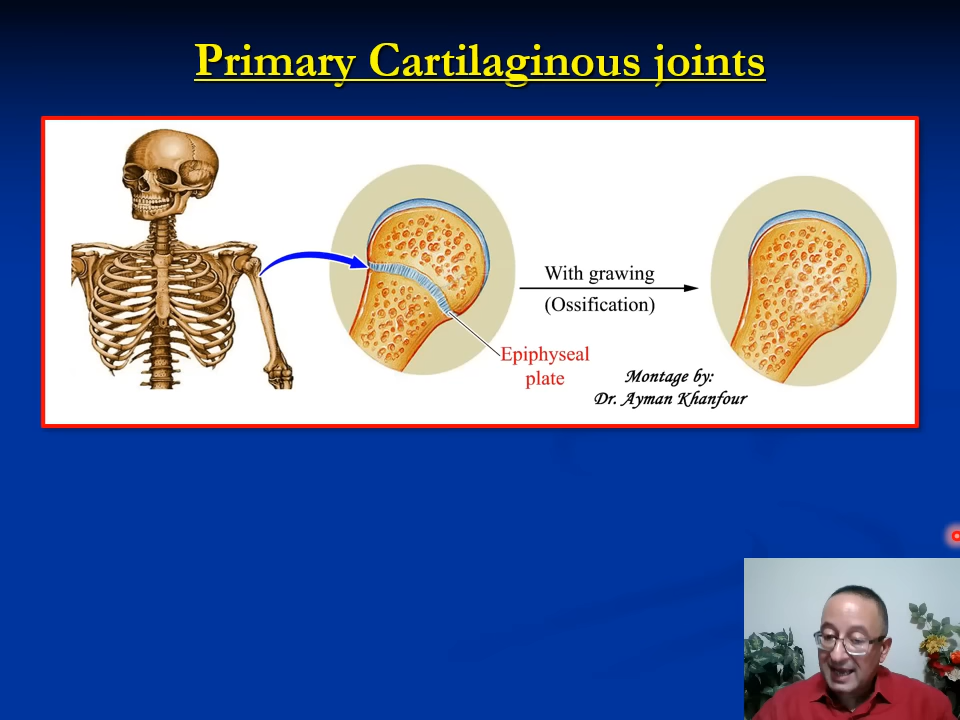 Primary Cartilaginous joints
With grawing
(Ossification)
Epiphyseal
plate
Montage by:
Dr. Ayman Khanfour